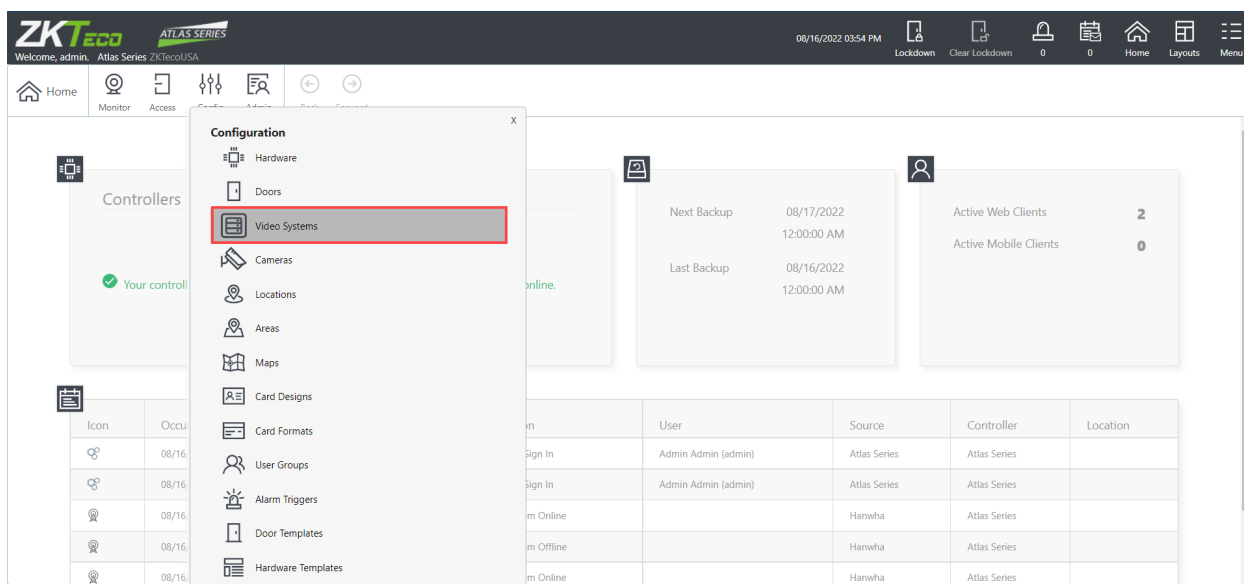 ZKTECO
ATLAS SERIES
Welcome, admin. Atlas Series ZKTecoUSA
08/16/2022 03:54 PM
Lockdown
Clear Lockdown
0
0
Home
Layouts
Menu
Home
Monitor
Access
Config
Admin
Back
Forward
X
Configuration
Hardware
Doors
Video Systems
Cameras
Locations
Areas
Maps
Card Designs
Card Formats
User Groups
Alarm Triggers
Door Templates
Hardware Templates
Controllers
Your controll
online.
Next Backup 08/17/2022
12:00:00 AM
Last Backup 08/16/2022
12:00:00 AM
Active Web Clients 2
Active Mobile Clients 0
Icon Occu on User Source Controller Location
08/16, Sign In Admin Admin (admin) Atlas Series Atlas Series
08/16, Sign In Admin Admin (admin) Atlas Series Atlas Series
08/16, m Online Hanwha Atlas Series
08/16, m Offline Hanwha Atlas Series
08/16, m Online Hanwha Atlas Series